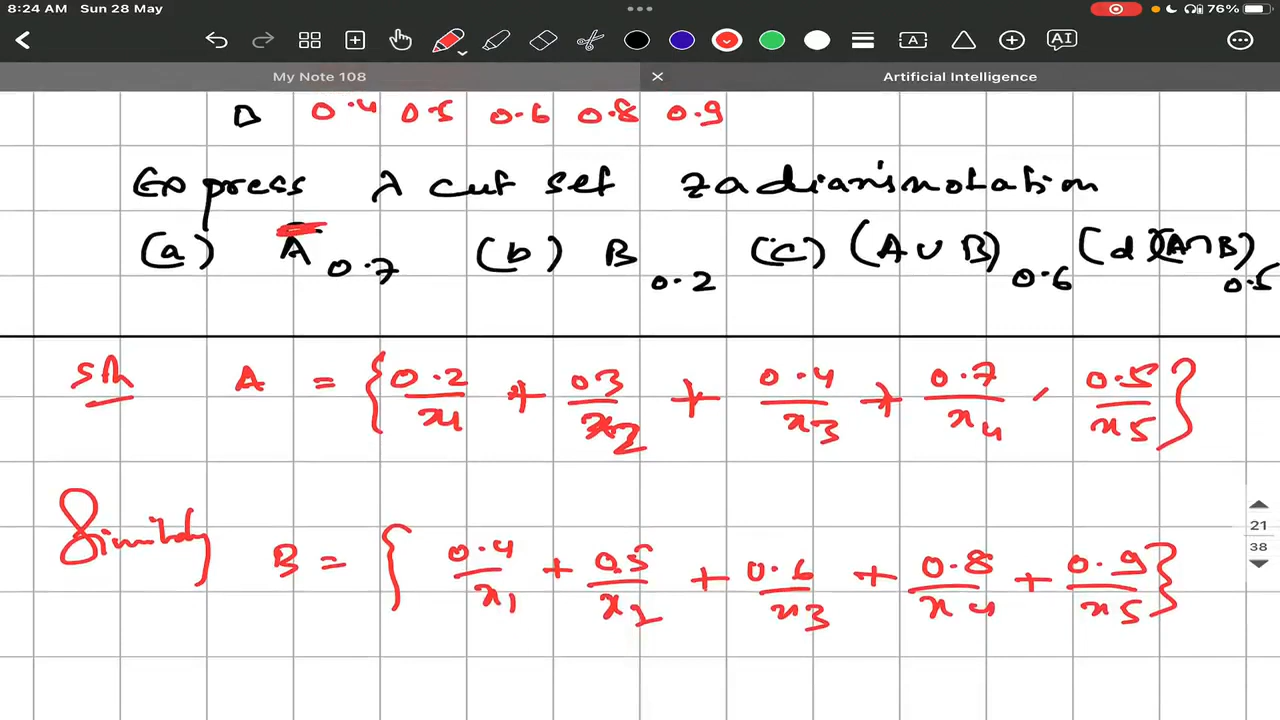 8:24 AM Sun 28 May 76%
AI
My Note 108 Artificial Intelligence
B 0.4 0.5 0.6 0.8 0.9
Express λ cut set zadian's notation
(a) A̅ 0.7 (b) B 0.2 (c) (A ∪ B) 0.6 (d) (A ∩ B) 0.5
Sln A = { 0.2/x1 + 03/x2 + 0.4/x3 + 0.7/x4 , 0.5/x5 }
Similarly B = { 0.4/x1 + 0.5/x2 + 0.6/x3 + 0.8/x4 + 0.9/x5 }
21
38